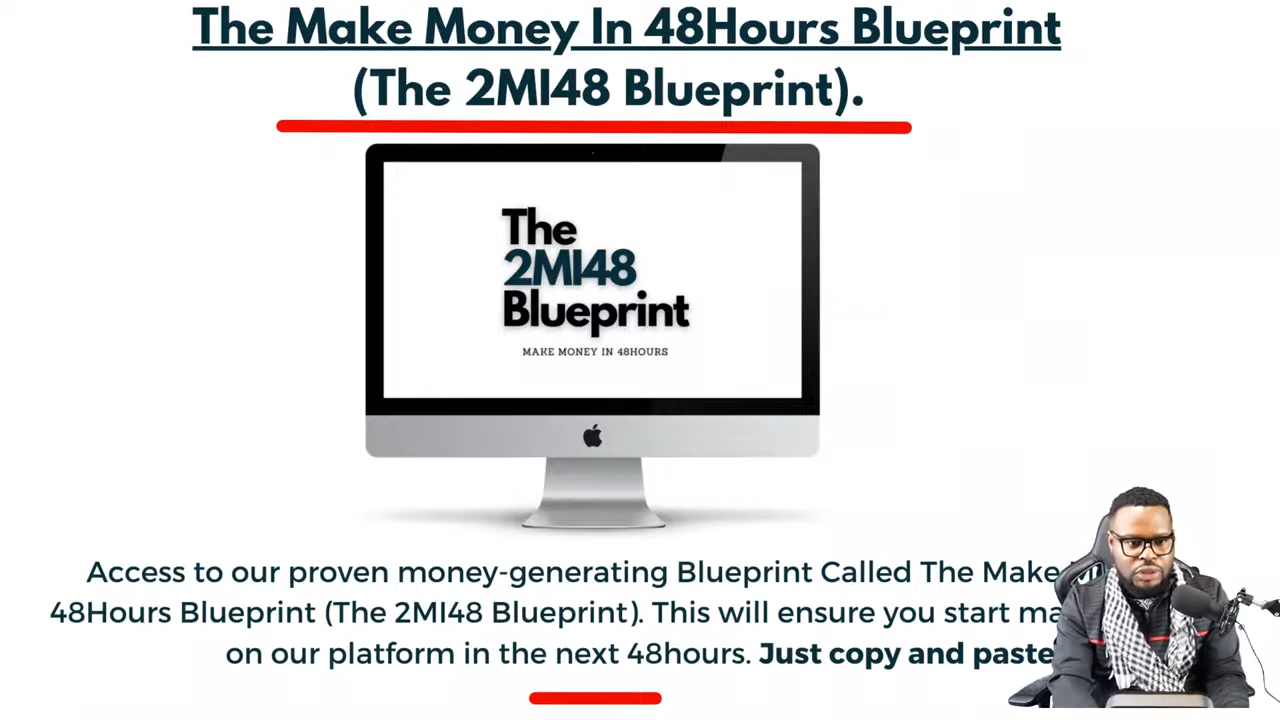 The Make Money In 48Hours Blueprint
(The 2MI48 Blueprint).
The
2MI48
Blueprint
MAKE MONEY IN 48HOURS
Access to our proven money-generating Blueprint Called The Make
48Hours Blueprint (The 2MI48 Blueprint). This will ensure you start
on our platform in the next 48hours. Just copy and paste